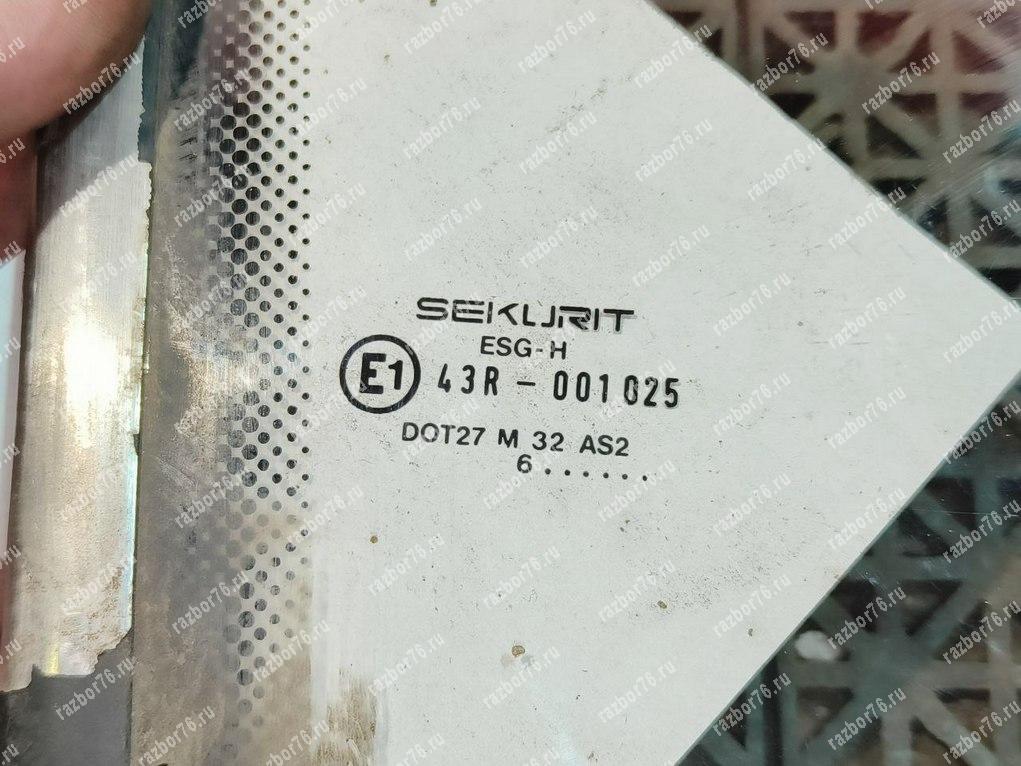 SEKURIT
ESG-H
E1 43R - 001025
DOT27 M 32 AS2
6......
razbor76.ru